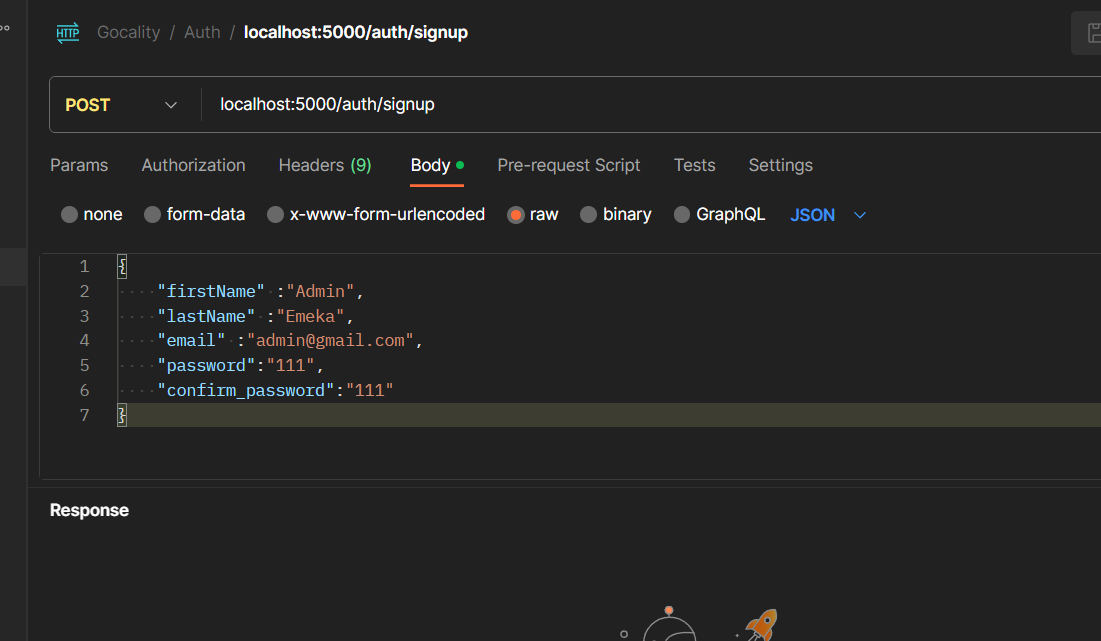 HTTP Gocality / Auth / localhost:5000/auth/signup
POST localhost:5000/auth/signup
Params Authorization Headers (9) Body Pre-request Script Tests Settings
none form-data x-www-form-urlencoded raw binary GraphQL JSON
1 {
2 "firstName" :"Admin",
3 "lastName" :"Emeka",
4 "email" :"admin@gmail.com",
5 "password":"111",
6 "confirm_password":"111"
7 }
Response